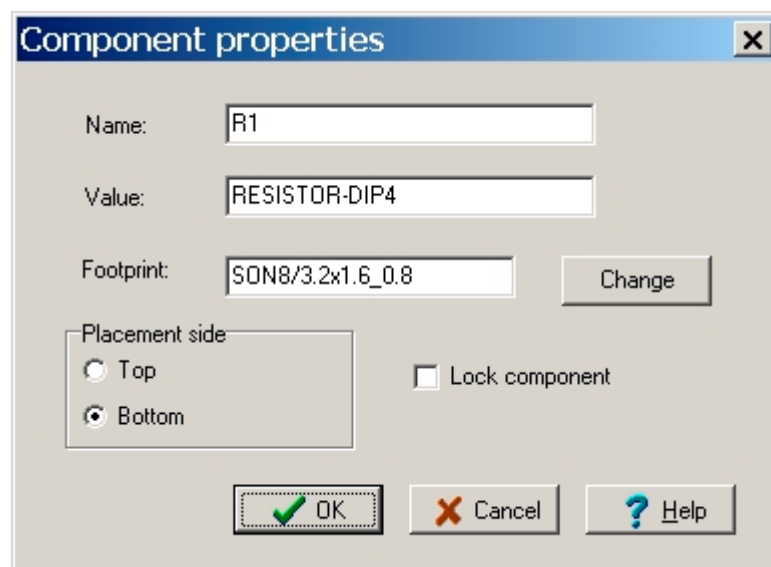 Component properties
Name: R1
Value: RESISTOR-DIP4
Footprint: SON8/3.2x1.6_0.8 Change
Placement side
Top
Lock component
Bottom
OK Cancel Help